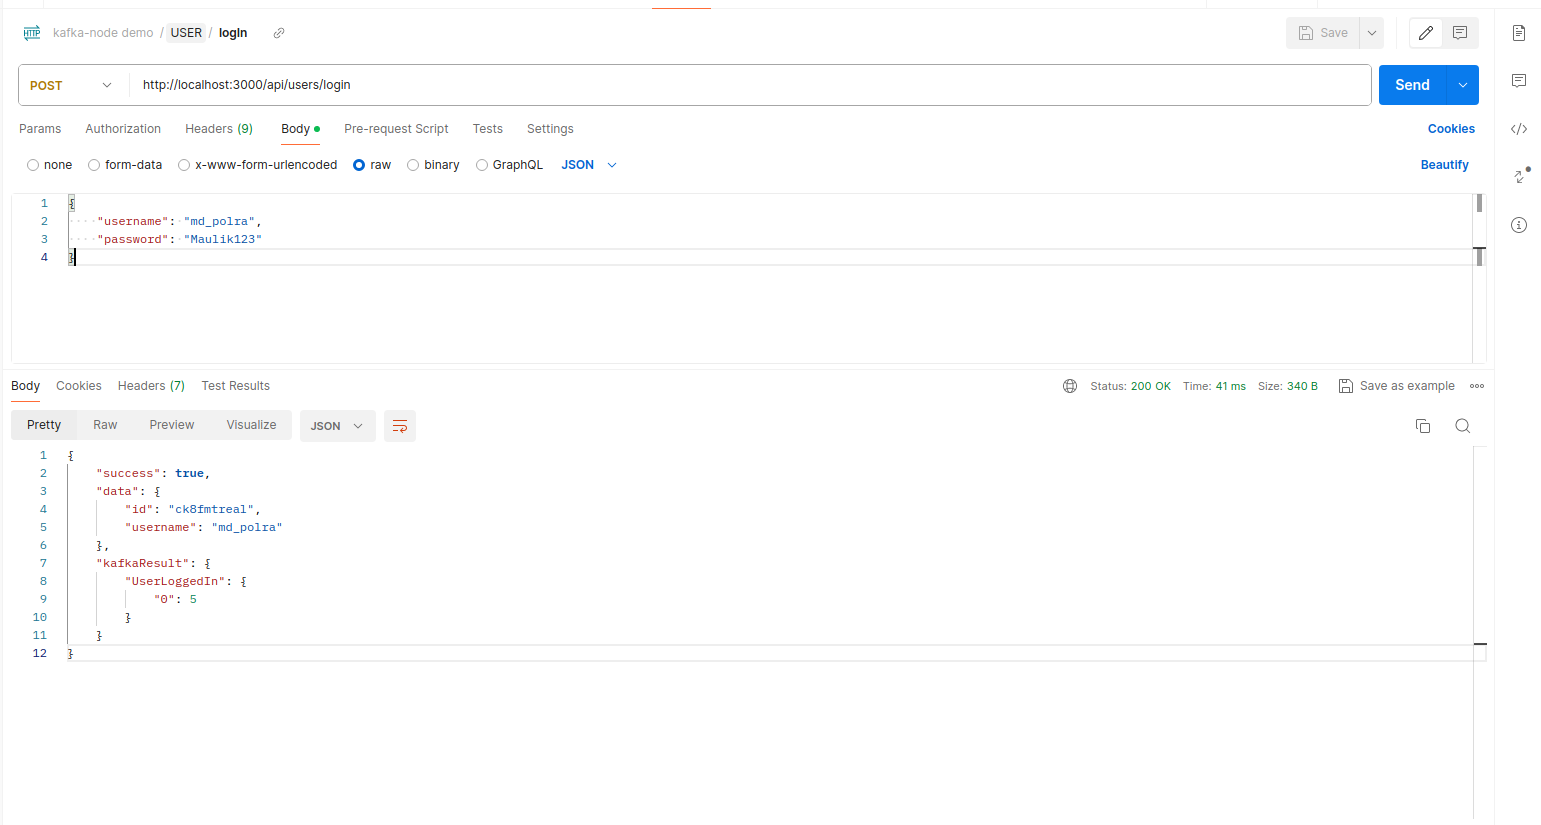 HTTP kafka-node demo / USER / logIn Save
POST http://localhost:3000/api/users/login Send
Params Authorization Headers (9) Body Pre-request Script Tests Settings Cookies
none form-data x-www-form-urlencoded raw binary GraphQL JSON Beautify
1 {
2 ····"username":·"md_polra",
3 ····"password":·"Maulik123"
4 }
Body Cookies Headers (7) Test Results Status: 200 OK Time: 41 ms Size: 340 B Save as example
Pretty Raw Preview Visualize JSON
1 {
2 "success": true,
3 "data": {
4 "id": "ck8fmtreal",
5 "username": "md_polra"
6 },
7 "kafkaResult": {
8 "UserLoggedIn": {
9 "0": 5
10 }
11 }
12 }